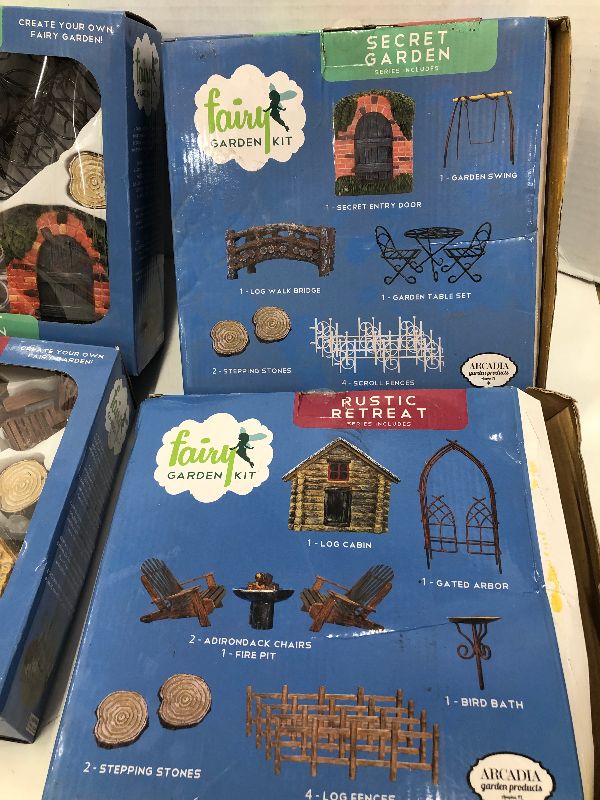 CREATE YOUR OWN
FAIRY GARDEN!
SECRET
GARDEN
SERIES INCLUDES
fairy
GARDEN KIT
1 - SECRET ENTRY DOOR
1 - GARDEN SWING
1 - LOG WALK BRIDGE
1 - GARDEN TABLE SET
2 - STEPPING STONES
4 - SCROLL FENCES
ARCADIA
garden products
CREATE YOUR OWN
FAIRY GARDEN!
RUSTIC
RETREAT
SERIES INCLUDES
fairy
GARDEN KIT
1 - LOG CABIN
1 - GATED ARBOR
2 - ADIRONDACK CHAIRS
1 - FIRE PIT
1 - BIRD BATH
2 - STEPPING STONES
4 - LOG FENCES
ARCADIA
garden products